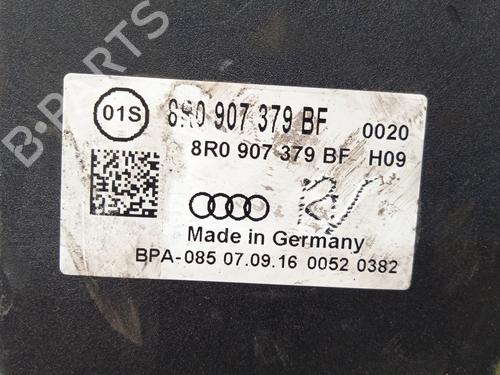 B-PARTS
01S
8R0 907 379 BF 0020
8R0 907 379 BF H09
Made in Germany
BPA-085 07.09.16 0052 0382